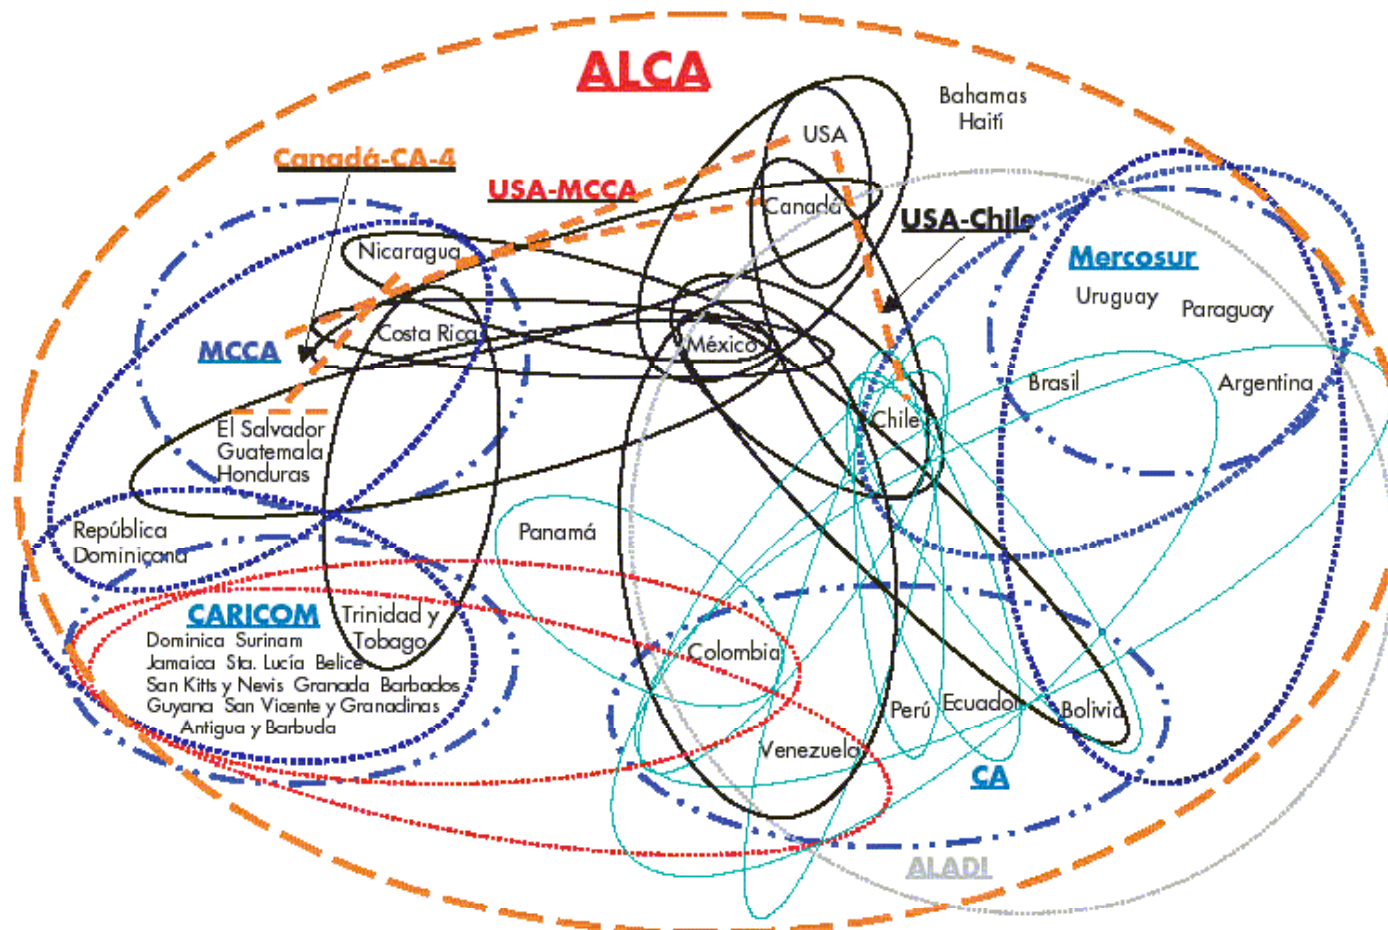 ALCA
Bahamas
Haití
USA
Canadá-CA-4
USA-MCCA
Canadá
USA-Chile
Nicaragua
Mercosur
Uruguay
Paraguay
Costa Rica
México
MCCA
Brasil
Argentina
Chile
El Salvador
Guatemala
Honduras
República
Dominicana
Panamá
CARICOM
Trinidad y
Tobago
Dominica Surinam
Jamaica Sta. Lucía Belice
San Kitts y Nevis Granada Barbados
Guyana San Vicente y Granadinas
Antigua y Barbuda
Colombia
Perú
Ecuador
Bolivia
Venezuela
CA
ALADI